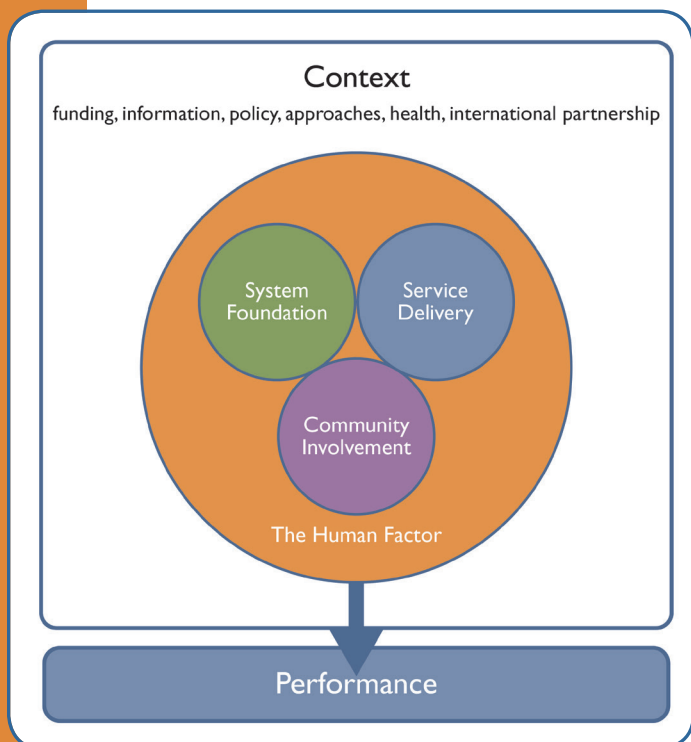 Context
funding, information, policy, approaches, health, international partnership
System
Foundation
Service
Delivery
Community
Involvement
The Human Factor
Performance